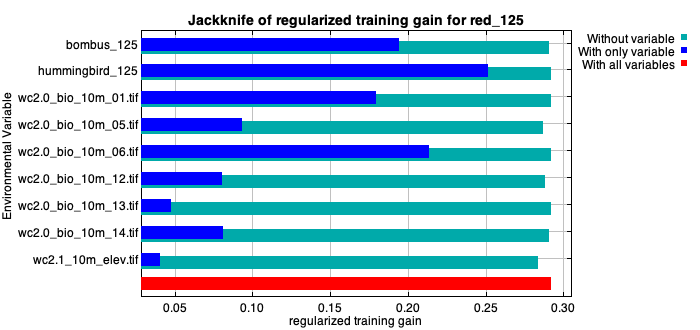 Jackknife of regularized training gain for red_125
Without variable
With only variable
With all variables
Environmental Variable
bombus_125
hummingbird_125
wc2.0_bio_10m_01.tif
wc2.0_bio_10m_05.tif
wc2.0_bio_10m_06.tif
wc2.0_bio_10m_12.tif
wc2.0_bio_10m_13.tif
wc2.0_bio_10m_14.tif
wc2.1_10m_elev.tif
0.05 0.10 0.15 0.20 0.25 0.30
regularized training gain